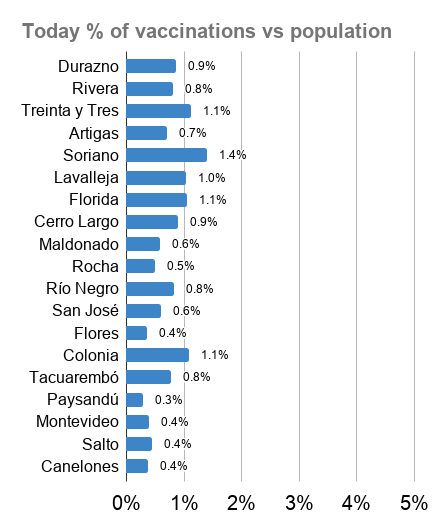 Today % of vaccinations vs population
Durazno 0.9%
Rivera 0.8%
Treinta y Tres 1.1%
Artigas 0.7%
Soriano 1.4%
Lavalleja 1.0%
Florida 1.1%
Cerro Largo 0.9%
Maldonado 0.6%
Rocha 0.5%
Río Negro 0.8%
San José 0.6%
Flores 0.4%
Colonia 1.1%
Tacuarembó 0.8%
Paysandú 0.3%
Montevideo 0.4%
Salto 0.4%
Canelones 0.4%
0% 1% 2% 3% 4% 5%